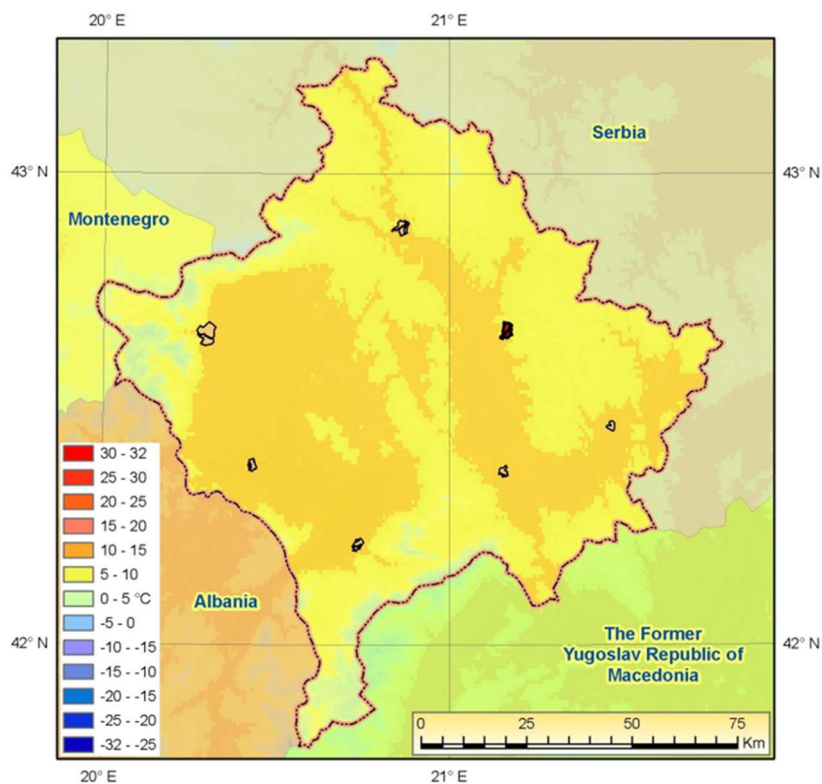 20° E
21° E
43° N
43° N
Serbia
Montenegro
30 - 32
25 - 30
20 - 25
15 - 20
10 - 15
5 - 10
0 - 5 °C
-5 - 0
-10 - -15
-15 - -10
-20 - -15
-25 - -20
-32 - -25
Albania
42° N
42° N
The Former
Yugoslav Republic of
Macedonia
0 25 50 75
Km
20° E
21° E